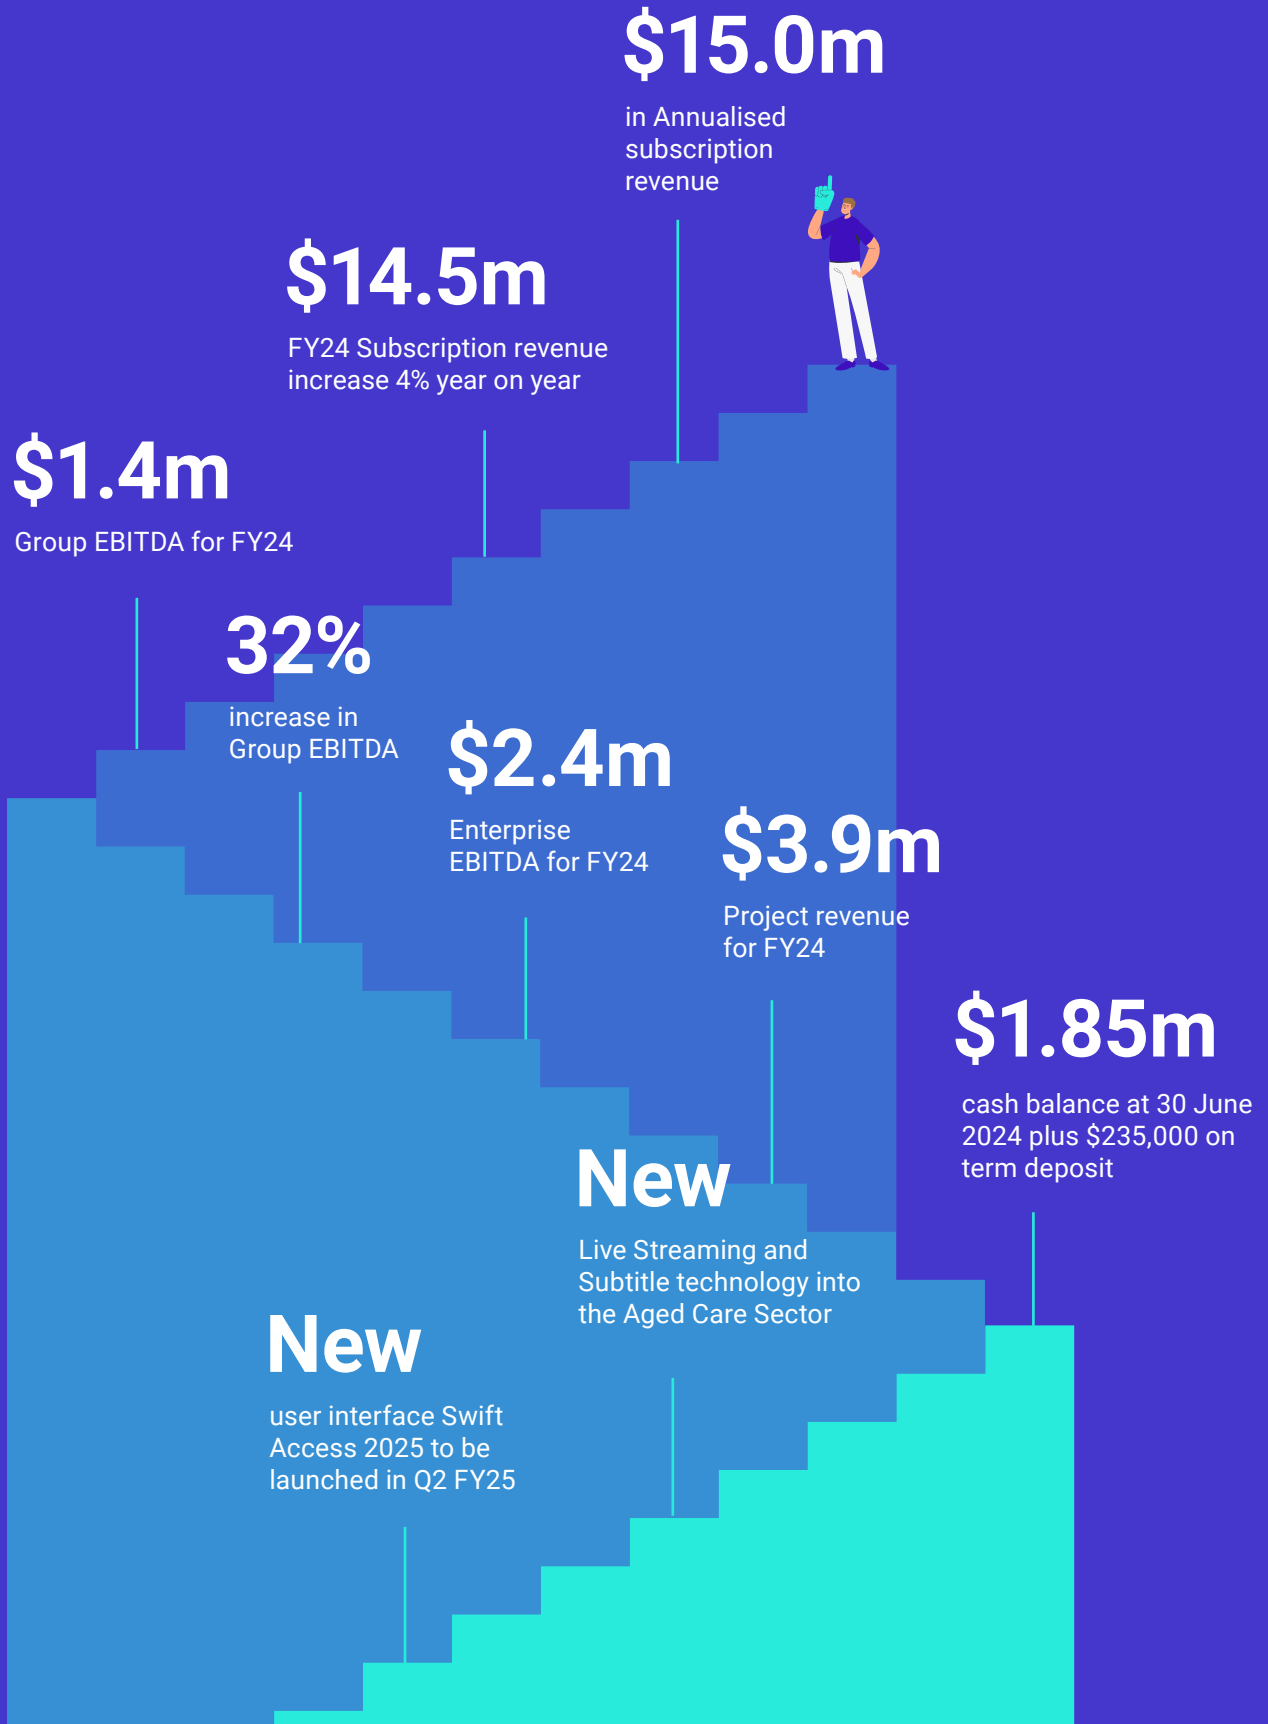 $15.0m
in Annualised
subscription
revenue
$14.5m
FY24 Subscription revenue
increase 4% year on year
$1.4m
Group EBITDA for FY24
32%
increase in
Group EBITDA
$2.4m
Enterprise
EBITDA for FY24
$3.9m
Project revenue
for FY24
$1.85m
cash balance at 30 June
2024 plus $235,000 on
term deposit
New
Live Streaming and
Subtitle technology into
the Aged Care Sector
New
user interface Swift
Access 2025 to be
launched in Q2 FY25